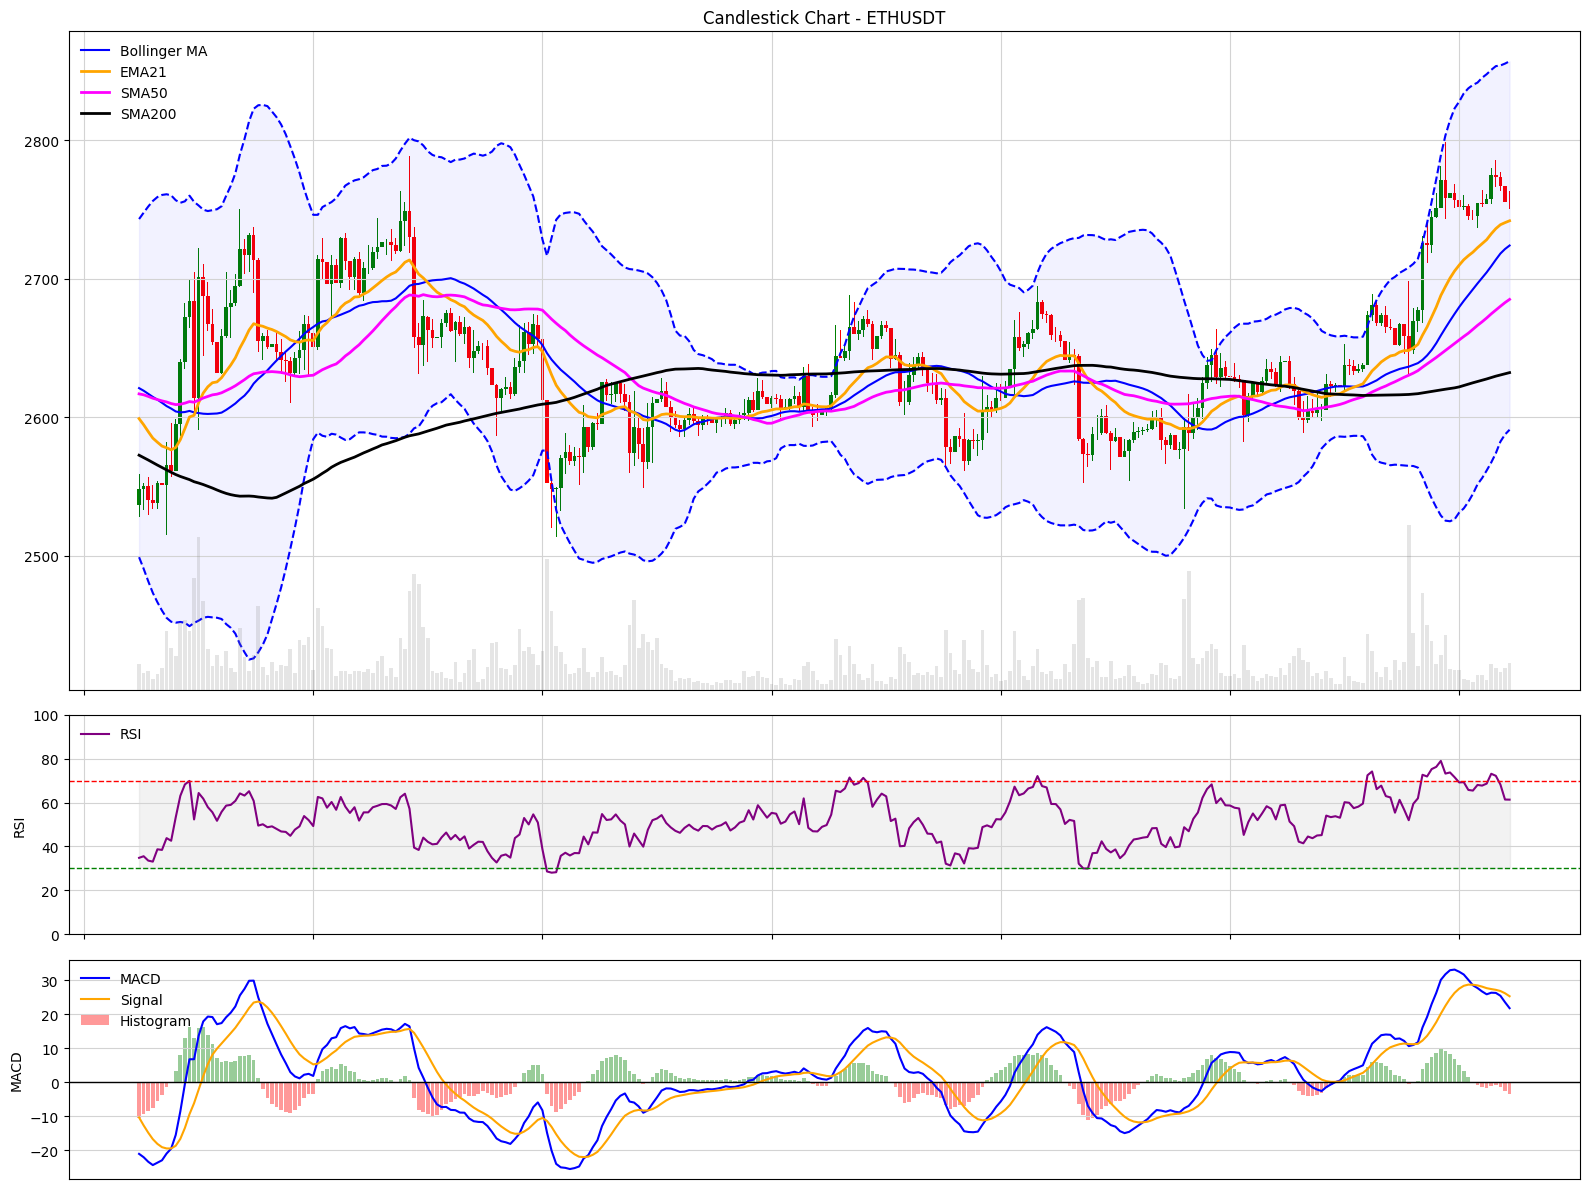 Candlestick Chart - ETHUSDT
Bollinger MA
EMA21
SMA50
SMA200
2800
2700
2600
2500
RSI
100
80
60
40
20
0
RSI
MACD
Signal
Histogram
30
20
10
0
−10
−20
MACD